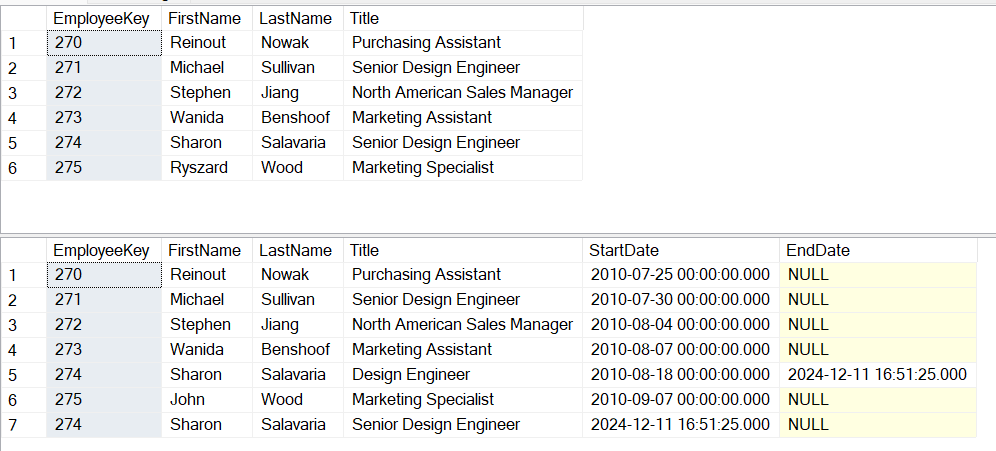 EmployeeKey FirstName LastName Title
1 270 Reinout Nowak Purchasing Assistant
2 271 Michael Sullivan Senior Design Engineer
3 272 Stephen Jiang North American Sales Manager
4 273 Wanida Benshoof Marketing Assistant
5 274 Sharon Salavaria Senior Design Engineer
6 275 Ryszard Wood Marketing Specialist
EmployeeKey FirstName LastName Title StartDate EndDate
1 270 Reinout Nowak Purchasing Assistant 2010-07-25 00:00:00.000 NULL
2 271 Michael Sullivan Senior Design Engineer 2010-07-30 00:00:00.000 NULL
3 272 Stephen Jiang North American Sales Manager 2010-08-04 00:00:00.000 NULL
4 273 Wanida Benshoof Marketing Assistant 2010-08-07 00:00:00.000 NULL
5 274 Sharon Salavaria Design Engineer 2010-08-18 00:00:00.000 2024-12-11 16:51:25.000
6 275 John Wood Marketing Specialist 2010-09-07 00:00:00.000 NULL
7 274 Sharon Salavaria Senior Design Engineer 2024-12-11 16:51:25.000 NULL